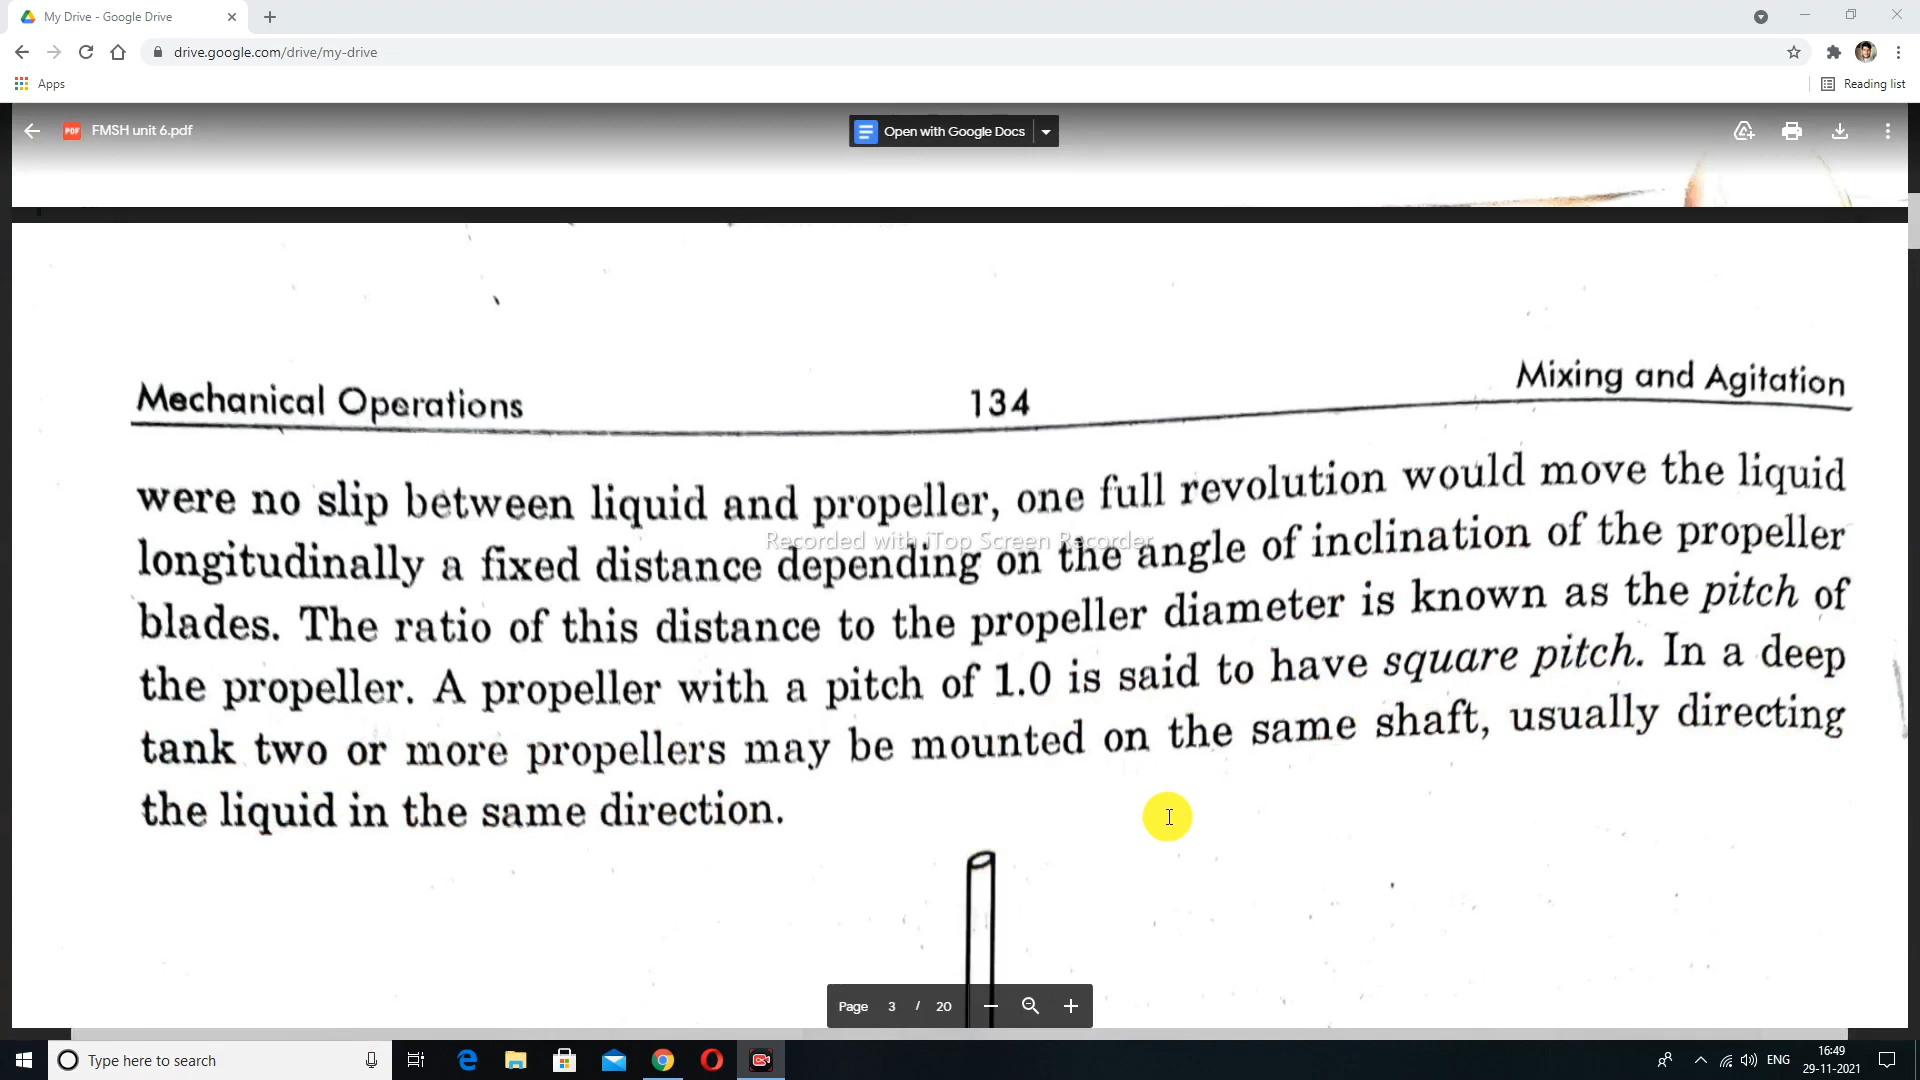 My Drive - Google Drive
drive.google.com/drive/my-drive
Apps
Reading list
PDF FMSH unit 6.pdf
Open with Google Docs
Mechanical Operations 134 Mixing and Agitation
were no slip between liquid and propeller, one full revolution would move the liquid
Recorded with iTop Screen Recorder
longitudinally a fixed distance depending on the angle of inclination of the propeller
blades. The ratio of this distance to the propeller diameter is known as the pitch of
the propeller. A propeller with a pitch of 1.0 is said to have square pitch. In a deep
tank two or more propellers may be mounted on the same shaft, usually directing
the liquid in the same direction.
Page 3 / 20
Type here to search
ENG
16:49
29-11-2021